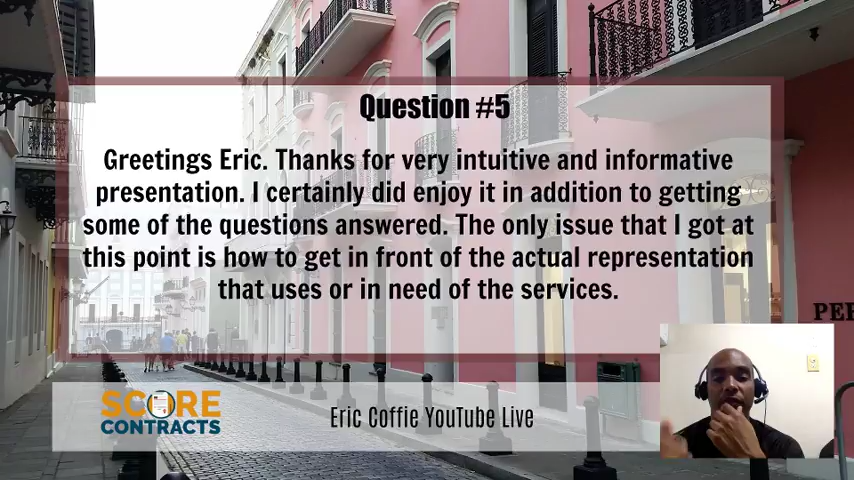 Question #5
Greetings Eric. Thanks for very intuitive and informative
presentation. I certainly did enjoy it in addition to getting
some of the questions answered. The only issue that I got at
this point is how to get in front of the actual representation
that uses or in need of the services.
SCORE
CONTRACTS
Eric Coffie YouTube Live